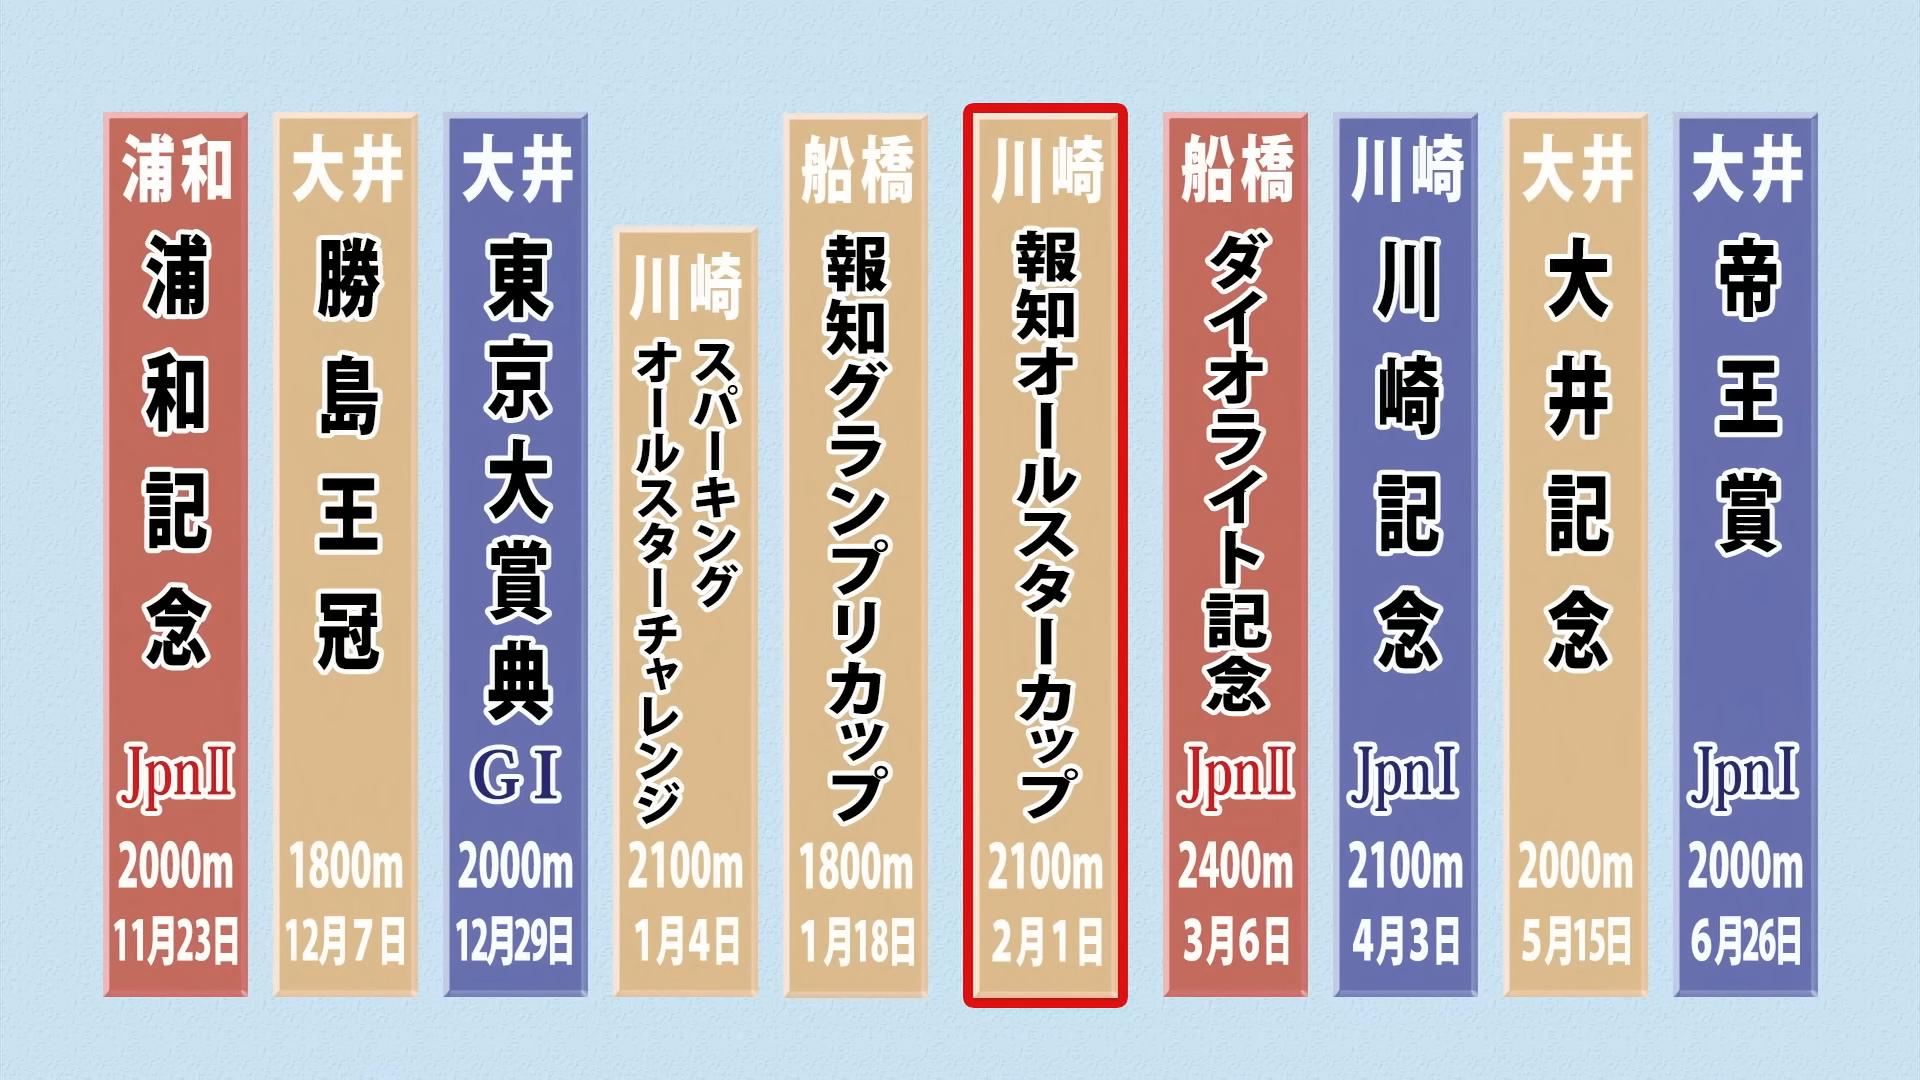 浦和
浦和記念
JpnⅡ
2000m
11月23日
大井
勝島王冠
1800m
12月7日
大井
東京大賞典
GⅠ
2000m
12月29日
川崎
スパーキング
オールスターチャレンジ
2100m
1月4日
船橋
報知グランプリカップ
1800m
1月18日
川崎
報知オールスターカップ
2100m
2月1日
船橋
ダイオライト記念
JpnⅡ
2400m
3月6日
川崎
川崎記念
JpnⅠ
2100m
4月3日
大井
大井記念
2000m
5月15日
大井
帝王賞
JpnⅠ
2000m
6月26日